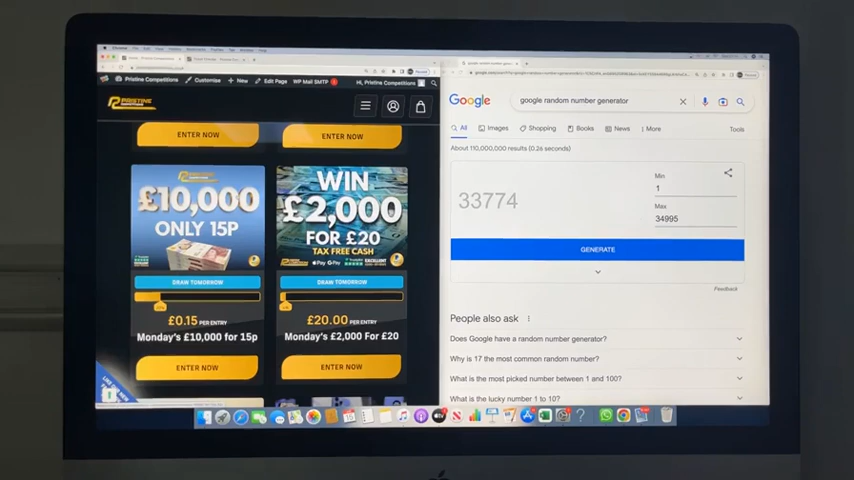 Pristine Competitions
Customise
New
Edit Page
WP Mail SMTP
Hi, Pristine Competitions
PRISTINE
COMPETITIONS
ENTER NOW
ENTER NOW
£10,000
ONLY 15P
DRAW TOMORROW
£0.15 PER ENTRY
Monday's £10,000 for 15p
ENTER NOW
WIN
£2,000
FOR £20
TAX FREE CASH
Pay G Pay
EXCELLENT
DRAW TOMORROW
£20.00 PER ENTRY
Monday's £2,000 For £20
ENTER NOW
Google
google random number generator
All
Images
Shopping
Books
News
More
Tools
About 110,000,000 results (0.26 seconds)
33774
Min
1
Max
34995
GENERATE
Feedback
People also ask
Does Google have a random number generator?
Why is 17 the most common random number?
What is the most picked number between 1 and 100?
What is the lucky number 1 to 10?